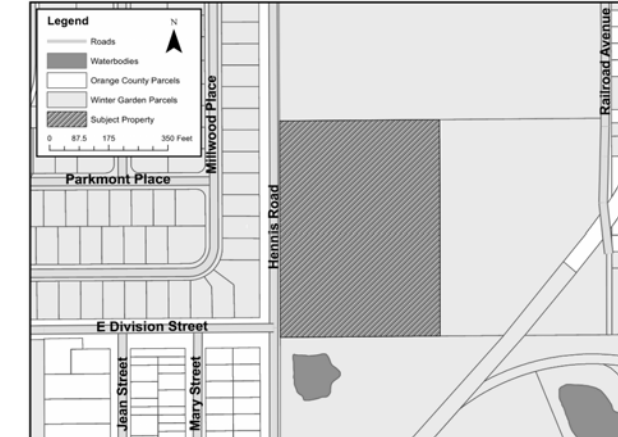 Legend
N
Roads
Waterbodies
Orange County Parcels
Winter Garden Parcels
Subject Property
0 87.5 175 350 Feet
Millwood Place
Railroad Avenue
Parkmont Place
Hennis Road
E Division Street
Jean Street
Mary Street